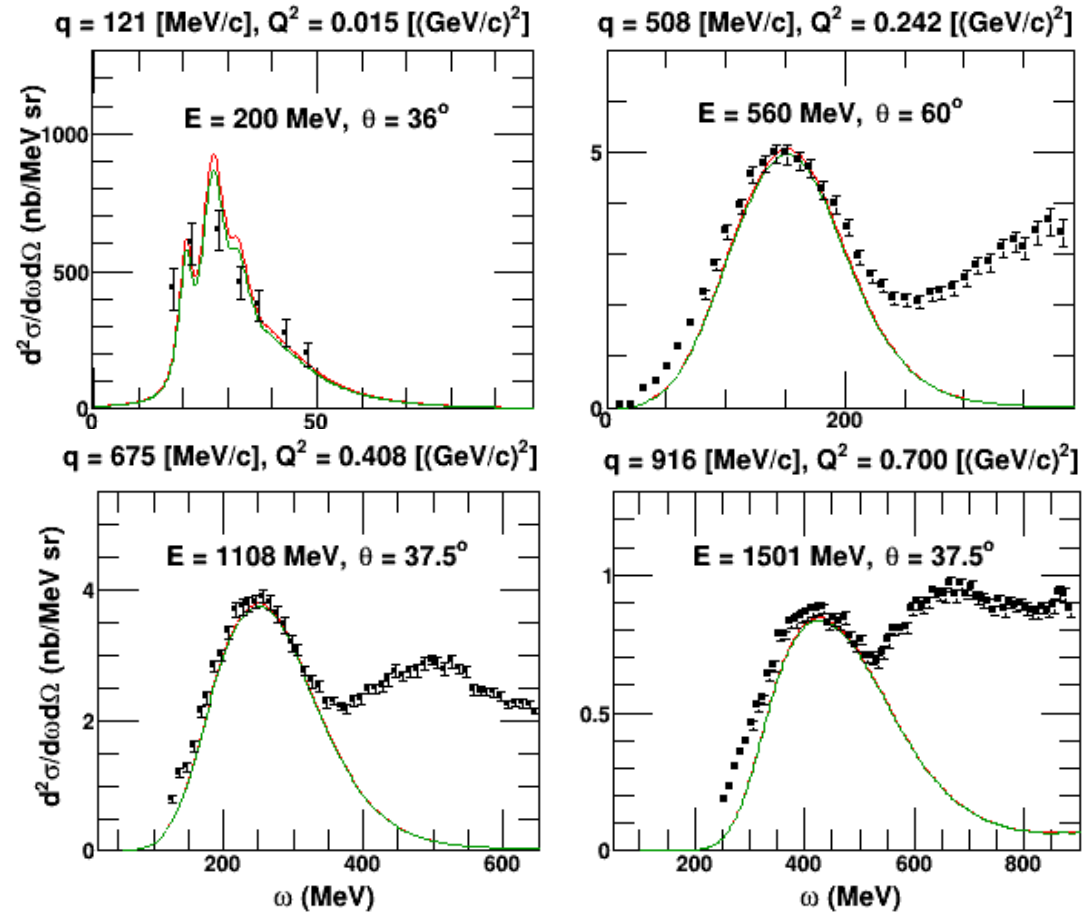 q = 121 [MeV/c], Q² = 0.015 [(GeV/c)²]
q = 508 [MeV/c], Q² = 0.242 [(GeV/c)²]
d²σ/dωdΩ (nb/MeV sr)
E = 200 MeV, θ = 36°
1000
500
0
0
50
E = 560 MeV, θ = 60°
5
0
0
200
q = 675 [MeV/c], Q² = 0.408 [(GeV/c)²]
q = 916 [MeV/c], Q² = 0.700 [(GeV/c)²]
d²σ/dωdΩ (nb/MeV sr)
E = 1108 MeV, θ = 37.5°
4
2
0
200
400
600
ω (MeV)
E = 1501 MeV, θ = 37.5°
1
0.5
0
200
400
600
800
ω (MeV)